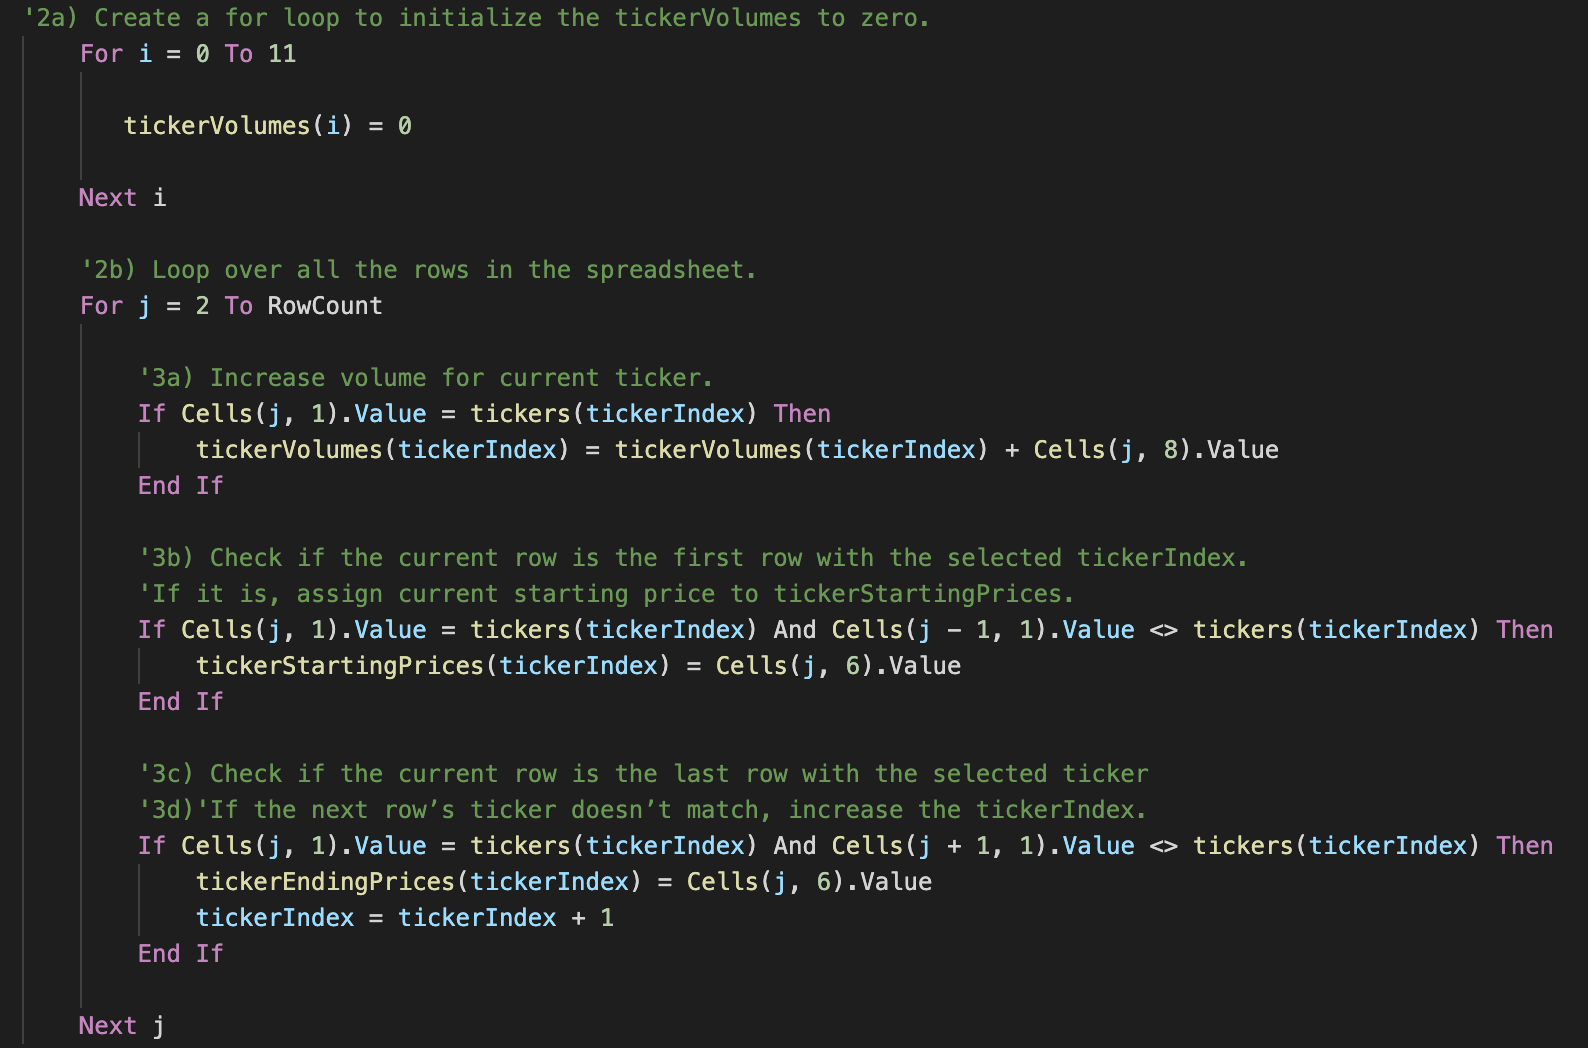 '2a) Create a for loop to initialize the tickerVolumes to zero.
For i = 0 To 11
tickerVolumes(i) = 0
Next i
'2b) Loop over all the rows in the spreadsheet.
For j = 2 To RowCount
'3a) Increase volume for current ticker.
If Cells(j, 1).Value = tickers(tickerIndex) Then
tickerVolumes(tickerIndex) = tickerVolumes(tickerIndex) + Cells(j, 8).Value
End If
'3b) Check if the current row is the first row with the selected tickerIndex.
'If it is, assign current starting price to tickerStartingPrices.
If Cells(j, 1).Value = tickers(tickerIndex) And Cells(j - 1, 1).Value <> tickers(tickerIndex) Then
tickerStartingPrices(tickerIndex) = Cells(j, 6).Value
End If
'3c) Check if the current row is the last row with the selected ticker
'3d)'If the next row’s ticker doesn’t match, increase the tickerIndex.
If Cells(j, 1).Value = tickers(tickerIndex) And Cells(j + 1, 1).Value <> tickers(tickerIndex) Then
tickerEndingPrices(tickerIndex) = Cells(j, 6).Value
tickerIndex = tickerIndex + 1
End If
Next j